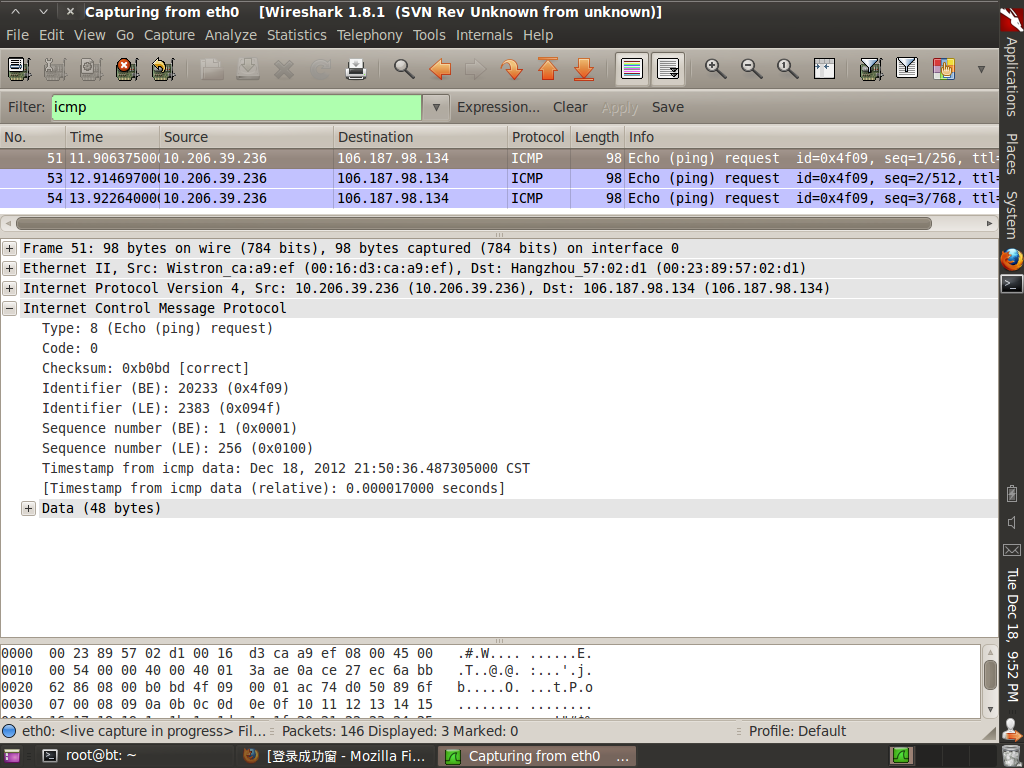 Capturing from eth0 [Wireshark 1.8.1 (SVN Rev Unknown from unknown)]
File Edit View Go Capture Analyze Statistics Telephony Tools Internals Help
Filter: icmp Expression... Clear Apply Save
No. Time Source Destination Protocol Length Info
51 11.906375000 10.206.39.236 106.187.98.134 ICMP 98 Echo (ping) request id=0x4f09, seq=1/256, ttl=
53 12.914697000 10.206.39.236 106.187.98.134 ICMP 98 Echo (ping) request id=0x4f09, seq=2/512, ttl=
54 13.922640000 10.206.39.236 106.187.98.134 ICMP 98 Echo (ping) request id=0x4f09, seq=3/768, ttl=
Frame 51: 98 bytes on wire (784 bits), 98 bytes captured (784 bits) on interface 0
Ethernet II, Src: Wistron_ca:a9:ef (00:16:d3:ca:a9:ef), Dst: Hangzhou_57:02:d1 (00:23:89:57:02:d1)
Internet Protocol Version 4, Src: 10.206.39.236 (10.206.39.236), Dst: 106.187.98.134 (106.187.98.134)
Internet Control Message Protocol
Type: 8 (Echo (ping) request)
Code: 0
Checksum: 0xb0bd [correct]
Identifier (BE): 20233 (0x4f09)
Identifier (LE): 2383 (0x094f)
Sequence number (BE): 1 (0x0001)
Sequence number (LE): 256 (0x0100)
Timestamp from icmp data: Dec 18, 2012 21:50:36.487305000 CST
[Timestamp from icmp data (relative): 0.000017000 seconds]
Data (48 bytes)
0000 00 23 89 57 02 d1 00 16 d3 ca a9 ef 08 00 45 00 .#.W.... ......E.
0010 00 54 00 00 40 00 40 01 3a ae 0a ce 27 ec 6a bb .T..@.@. :...'.j.
0020 62 86 08 00 b0 bd 4f 09 00 01 ac 74 d0 50 89 6f b.....O. ...t.P.o
0030 07 00 08 09 0a 0b 0c 0d 0e 0f 10 11 12 13 14 15 ........ ........
eth0: <live capture in progress> Fil... Packets: 146 Displayed: 3 Marked: 0 Profile: Default
root@bt: ~ [登录成功窗 - Mozilla Fi... Capturing from eth0 ...
Applications
Places
System
Tue Dec 18, 9:52 PM